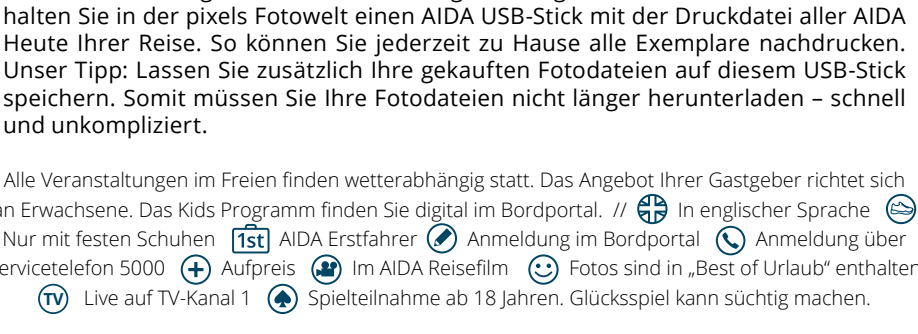 halten Sie in der pixels Fotowelt einen AIDA USB-Stick mit der Druckdatei aller AIDA
Heute Ihrer Reise. So können Sie jederzeit zu Hause alle Exemplare nachdrucken.
Unser Tipp: Lassen Sie zusätzlich Ihre gekauften Fotodateien auf diesem USB-Stick
speichern. Somit müssen Sie Ihre Fotodateien nicht länger herunterladen – schnell
und unkompliziert.
Alle Veranstaltungen im Freien finden wetterabhängig statt. Das Angebot Ihrer Gastgeber richtet sich
an Erwachsene. Das Kids Programm finden Sie digital im Bordportal. // In englischer Sprache
Nur mit festen Schuhen 1st AIDA Erstfahrer Anmeldung im Bordportal Anmeldung über
ervicetelefon 5000 + Aufpreis Im AIDA Reisefilm Fotos sind in „Best of Urlaub“ enthalten
TV Live auf TV-Kanal 1 Spielteilnahme ab 18 Jahren. Glücksspiel kann süchtig machen.